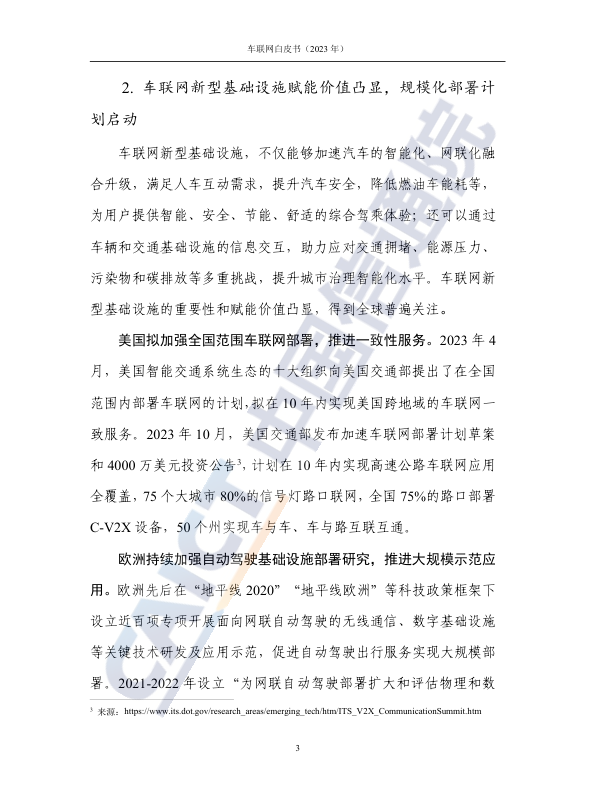 车联网白皮书（2023 年）
2. 车联网新型基础设施赋能价值凸显，规模化部署计
划启动
车联网新型基础设施，不仅能够加速汽车的智能化、网联化融
合升级，满足人车互动需求，提升汽车安全，降低燃油车能耗等，
为用户提供智能、安全、节能、舒适的综合驾乘体验；还可以通过
车辆和交通基础设施的信息交互，助力应对交通拥堵、能源压力、
污染物和碳排放等多重挑战，提升城市治理智能化水平。车联网新
型基础设施的重要性和赋能价值凸显，得到全球普遍关注。
美国拟加强全国范围车联网部署，推进一致性服务。2023 年 4
月，美国智能交通系统生态的十大组织向美国交通部提出了在全国
范围内部署车联网的计划，拟在 10 年内实现美国跨地域的车联网一
致服务。2023 年 10 月，美国交通部发布加速车联网部署计划草案
和 4000 万美元投资公告3，计划在 10 年内实现高速公路车联网应用
全覆盖，75 个大城市 80%的信号灯路口联网，全国 75%的路口部署
C-V2X 设备，50 个州实现车与车、车与路互联互通。
欧洲持续加强自动驾驶基础设施部署研究，推进大规模示范应
用。欧洲先后在“地平线 2020”“地平线欧洲”等科技政策框架下
设立近百项专项开展面向网联自动驾驶的无线通信、数字基础设施
等关键技术研发及应用示范，促进自动驾驶出行服务实现大规模部
署。2021-2022 年设立“为网联自动驾驶部署扩大和评估物理和数
3 来源：https://www.its.dot.gov/research_areas/emerging_tech/htm/ITS_V2X_CommunicationSummit.htm
3
CAICT 中国信通院